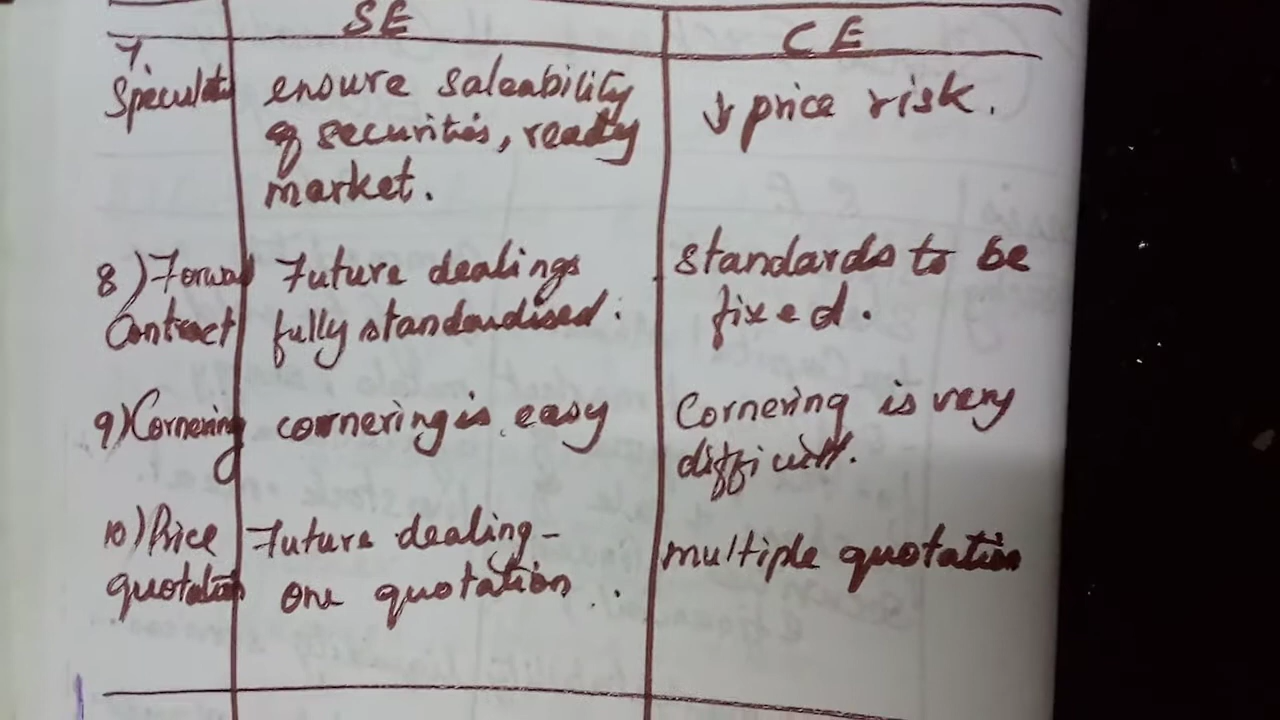 SE CE
7.
Speculatn ensure saleability ↓ price risk.
of securities, ready
market.
8) Forwad Future dealings standards to be
Contract fully standardised. fixed.
9) Cornering cornering is easy Cornering is very
difficult.
10) Price Future dealing - multiple quotation
quotation one quotation..